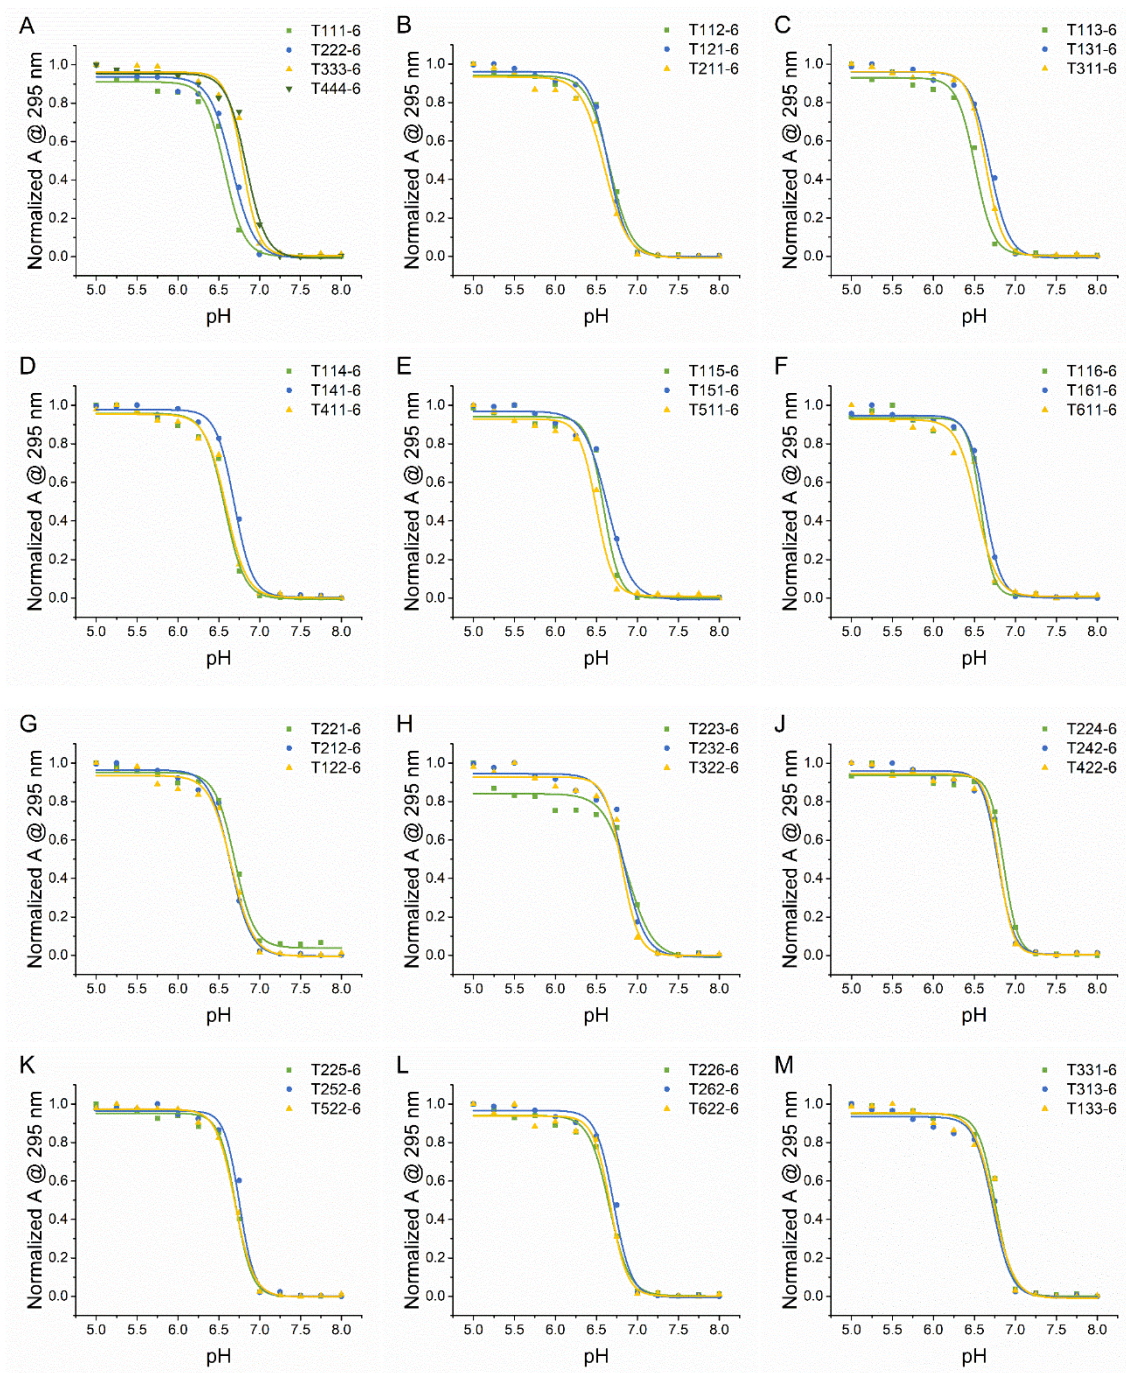 A
T111-6
T222-6
T333-6
T444-6
Normalized A @ 295 nm
1.0
0.8
0.6
0.4
0.2
0.0
5.0 5.5 6.0 6.5 7.0 7.5 8.0
pH
B
T112-6
T121-6
T211-6
Normalized A @ 295 nm
1.0
0.8
0.6
0.4
0.2
0.0
5.0 5.5 6.0 6.5 7.0 7.5 8.0
pH
C
T113-6
T131-6
T311-6
Normalized A @ 295 nm
1.0
0.8
0.6
0.4
0.2
0.0
5.0 5.5 6.0 6.5 7.0 7.5 8.0
pH
D
T114-6
T141-6
T411-6
Normalized A @ 295 nm
1.0
0.8
0.6
0.4
0.2
0.0
5.0 5.5 6.0 6.5 7.0 7.5 8.0
pH
E
T115-6
T151-6
T511-6
Normalized A @ 295 nm
1.0
0.8
0.6
0.4
0.2
0.0
5.0 5.5 6.0 6.5 7.0 7.5 8.0
pH
F
T116-6
T161-6
T611-6
Normalized A @ 295 nm
1.0
0.8
0.6
0.4
0.2
0.0
5.0 5.5 6.0 6.5 7.0 7.5 8.0
pH
G
T221-6
T212-6
T122-6
Normalized A @ 295 nm
1.0
0.8
0.6
0.4
0.2
0.0
5.0 5.5 6.0 6.5 7.0 7.5 8.0
pH
H
T223-6
T232-6
T322-6
Normalized A @ 295 nm
1.0
0.8
0.6
0.4
0.2
0.0
5.0 5.5 6.0 6.5 7.0 7.5 8.0
pH
J
T224-6
T242-6
T422-6
Normalized A @ 295 nm
1.0
0.8
0.6
0.4
0.2
0.0
5.0 5.5 6.0 6.5 7.0 7.5 8.0
pH
K
T225-6
T252-6
T522-6
Normalized A @ 295 nm
1.0
0.8
0.6
0.4
0.2
0.0
5.0 5.5 6.0 6.5 7.0 7.5 8.0
pH
L
T226-6
T262-6
T622-6
Normalized A @ 295 nm
1.0
0.8
0.6
0.4
0.2
0.0
5.0 5.5 6.0 6.5 7.0 7.5 8.0
pH
M
T331-6
T313-6
T133-6
Normalized A @ 295 nm
1.0
0.8
0.6
0.4
0.2
0.0
5.0 5.5 6.0 6.5 7.0 7.5 8.0
pH